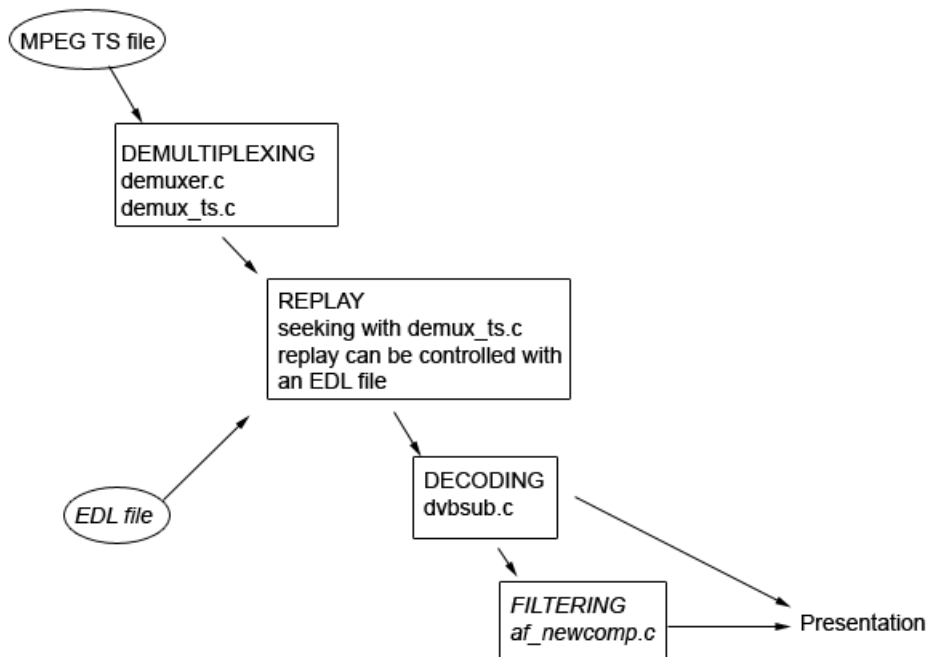 MPEG TS file
DEMULTIPLEXING
demuxer.c
demux_ts.c
REPLAY
seeking with demux_ts.c
replay can be controlled with
an EDL file
EDL file
DECODING
dvbsub.c
FILTERING
af_newcomp.c
Presentation